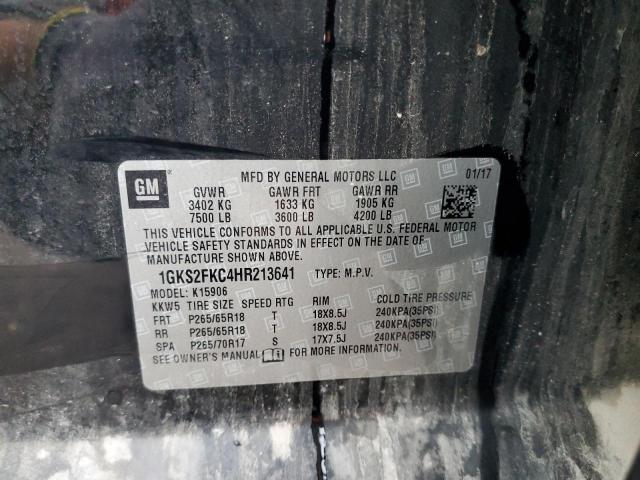 GM
MFD BY GENERAL MOTORS LLC 01/17
GVWR GAWR FRT GAWR RR
3402 KG 1633 KG 1905 KG
7500 LB 3600 LB 4200 LB
THIS VEHICLE CONFORMS TO ALL APPLICABLE U.S. FEDERAL MOTOR
VEHICLE SAFETY STANDARDS IN EFFECT ON THE DATE OF
MANUFACTURE SHOWN ABOVE.
1GKS2FKC4HR213641 TYPE: M.P.V.
MODEL: K15906
KKW5 TIRE SIZE SPEED RTG RIM COLD TIRE PRESSURE
FRT P265/65R18 T 18X8.5J 240KPA(35PSI)
RR P265/65R18 T 18X8.5J 240KPA(35PSI)
SPA P265/70R17 S 17X7.5J 240KPA(35PSI)
SEE OWNER'S MANUAL FOR MORE INFORMATION